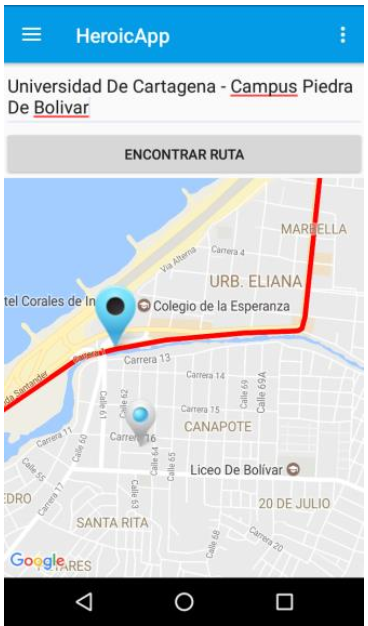 HeroicApp
Universidad De Cartagena - Campus Piedra
De Bolivar
ENCONTRAR RUTA
MARBELLA
Carrera 4
Via Alterna
URB. ELIANA
tel Corales de In
Colegio de la Esperanza
Carrera 13
nda Santander
Carrera 14
Calle 61
Calle 62
Calle 69
Calle 69A
Carrera 15
CANAPOTE
Carrera 11
Carrera 16
Calle 60
Calle 64
Calle 65
Liceo De Bolívar
Calle 55
Calle 63
EDRO
Carrera 17
20 DE JULIO
SANTA RITA
Calle 68
Carrera 20
Google
ARES